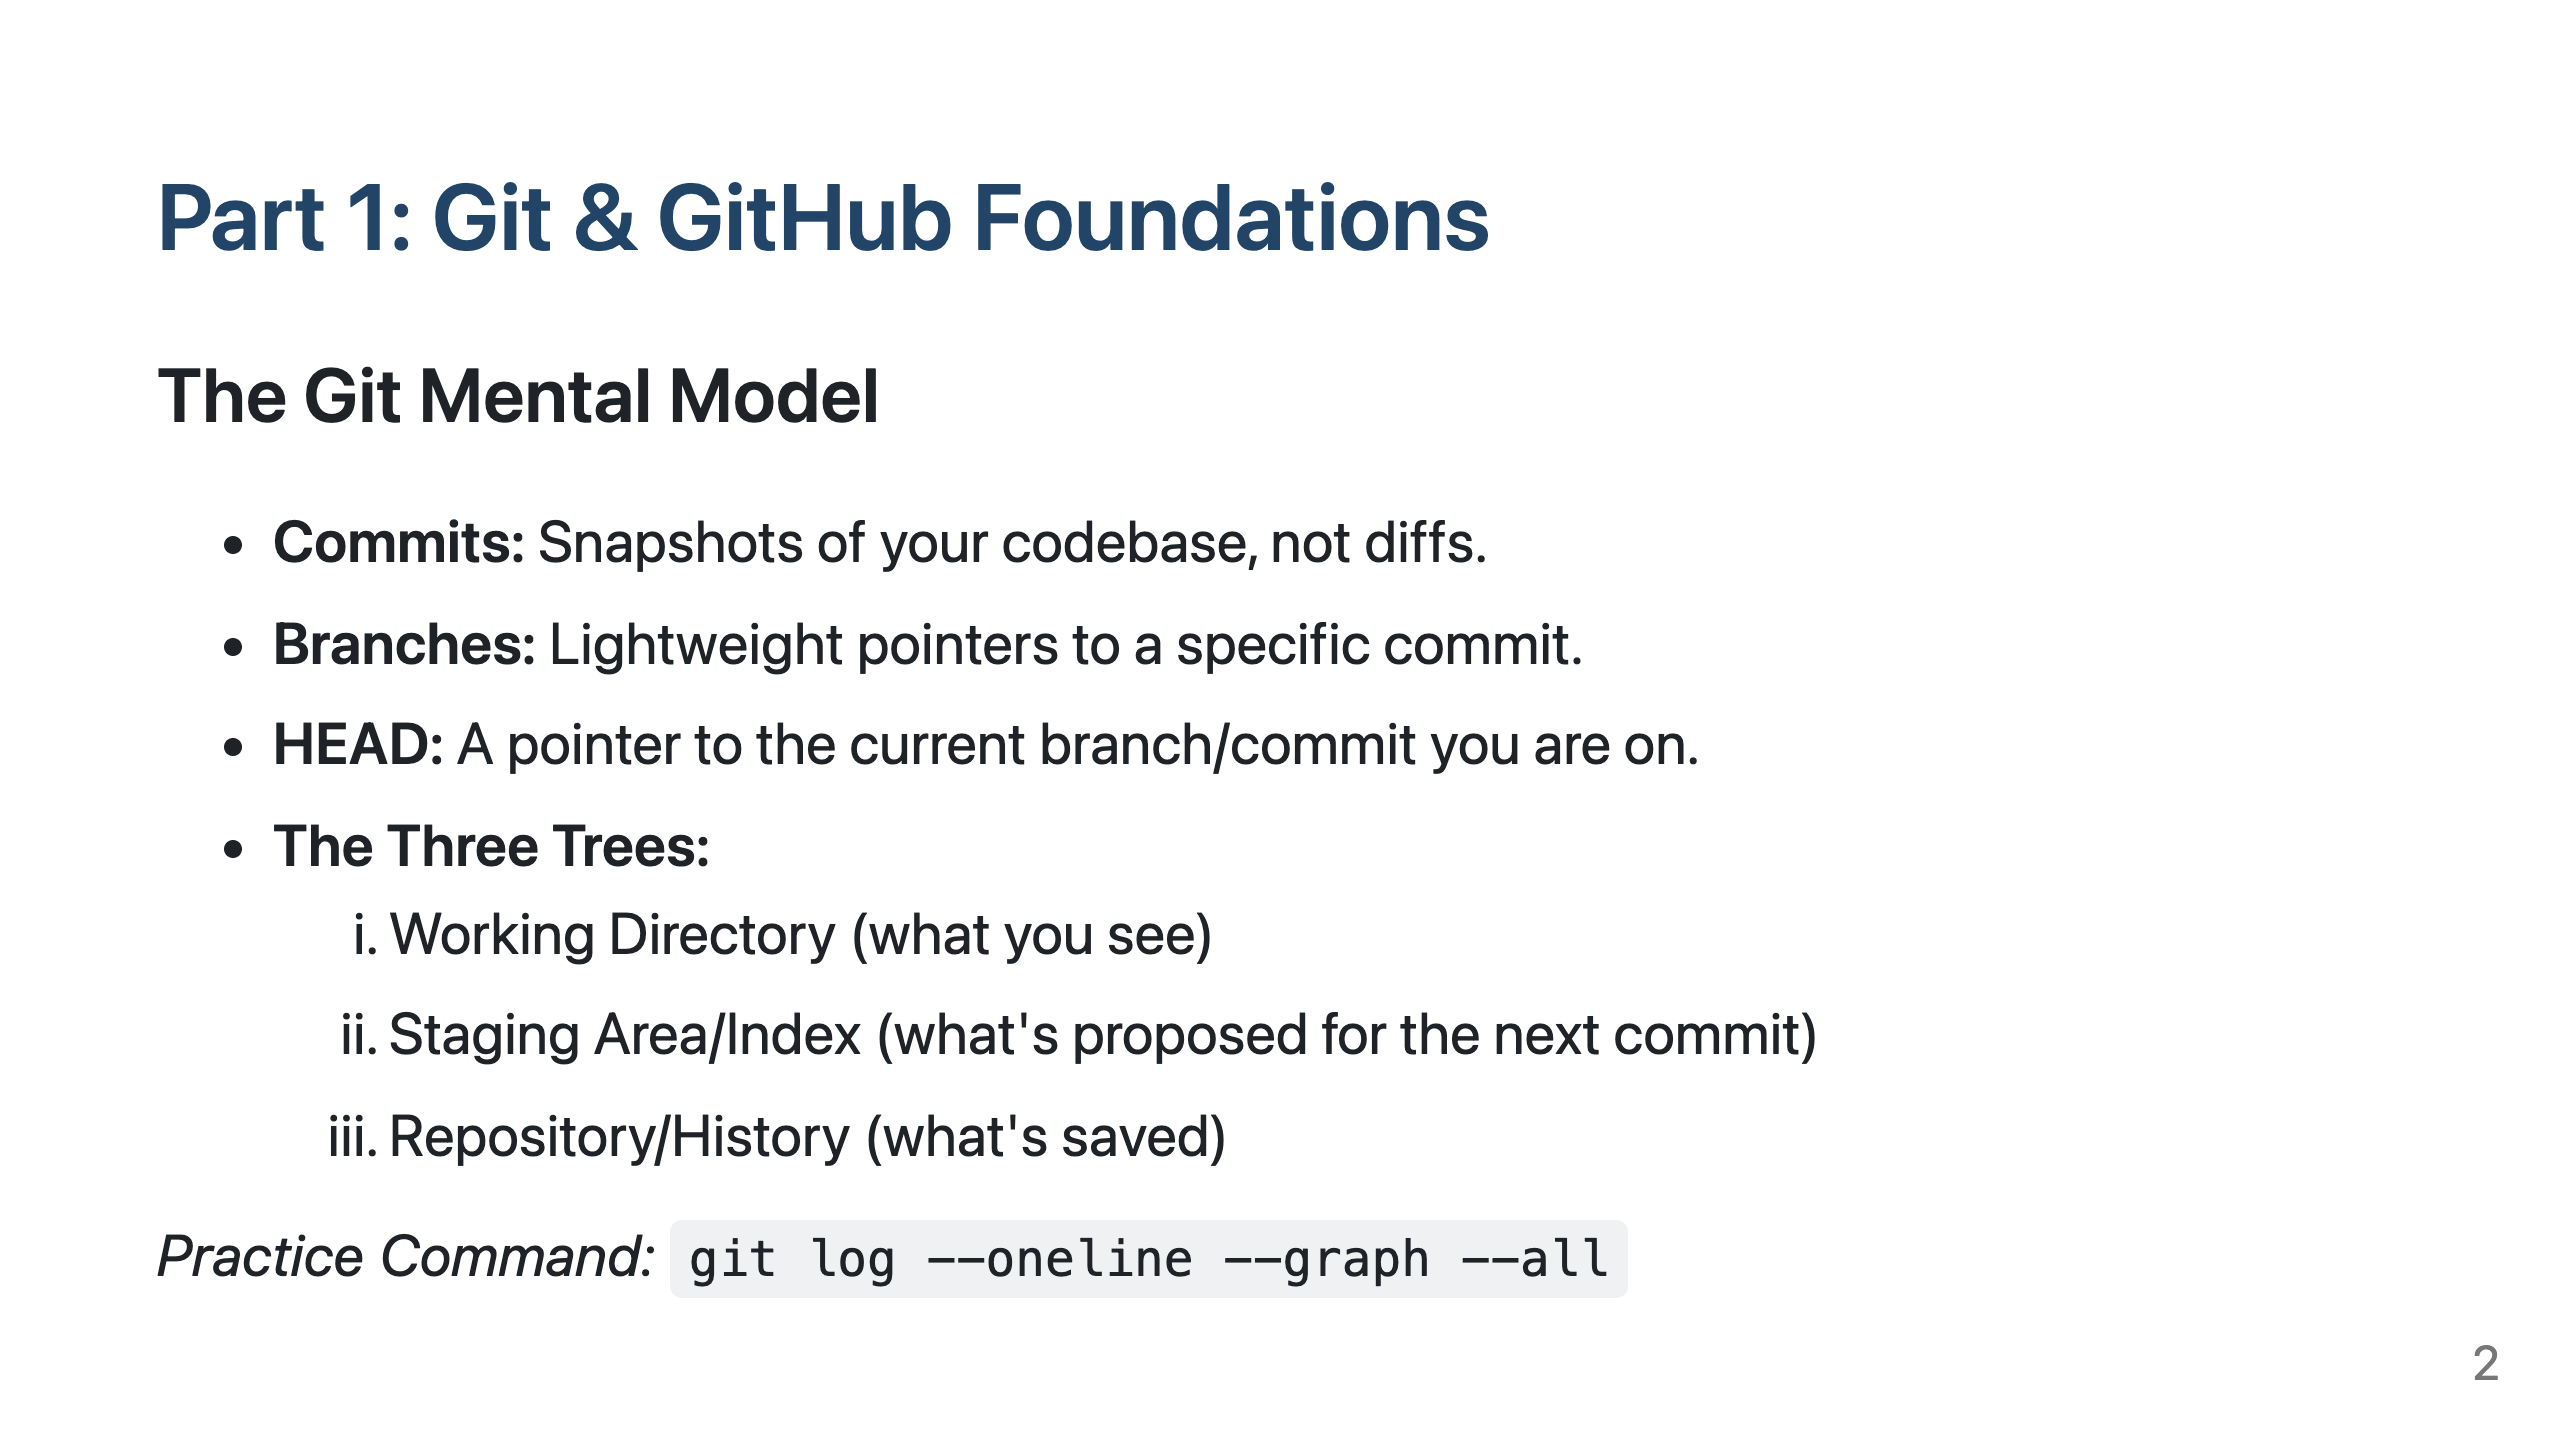 Part 1: Git & GitHub Foundations
The Git Mental Model
• Commits: Snapshots of your codebase, not diffs.
• Branches: Lightweight pointers to a specific commit.
• HEAD: A pointer to the current branch/commit you are on.
• The Three Trees:
i. Working Directory (what you see)
ii. Staging Area/Index (what's proposed for the next commit)
iii. Repository/History (what's saved)
Practice Command: git log --oneline --graph --all
2